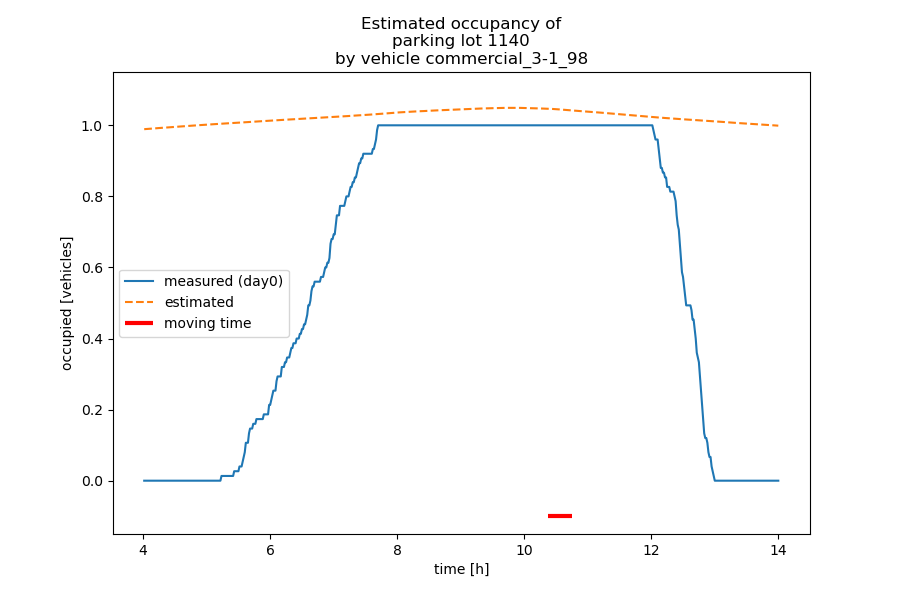 Estimated occupancy of
parking lot 1140
by vehicle commercial_3-1_98
occupied [vehicles]
1.0
0.8
0.6
0.4
0.2
0.0
measured (day0)
estimated
moving time
4
6
8
10
12
14
time [h]